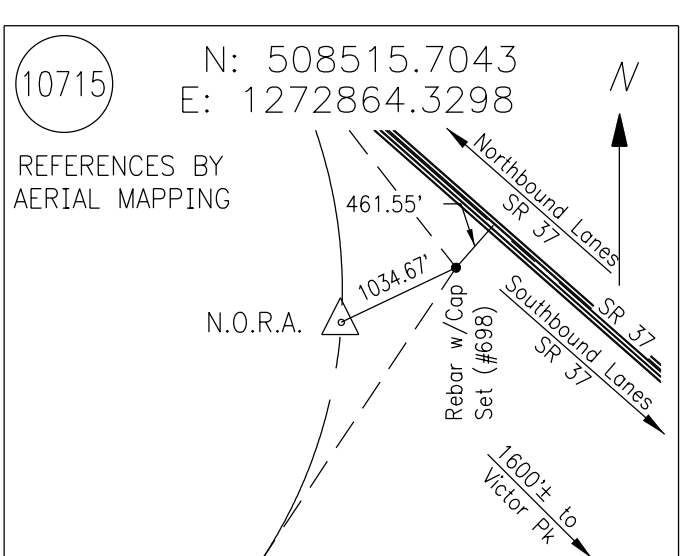 10715
N: 508515.7043
E: 1272864.3298
N
REFERENCES BY
AERIAL MAPPING
Northbound Lanes
SR 37
461.55'
1034.67'
N.O.R.A.
Rebar w/Cap
Set (#698)
Southbound Lanes
SR 37
SR 37
1600'± to
Victor Pk